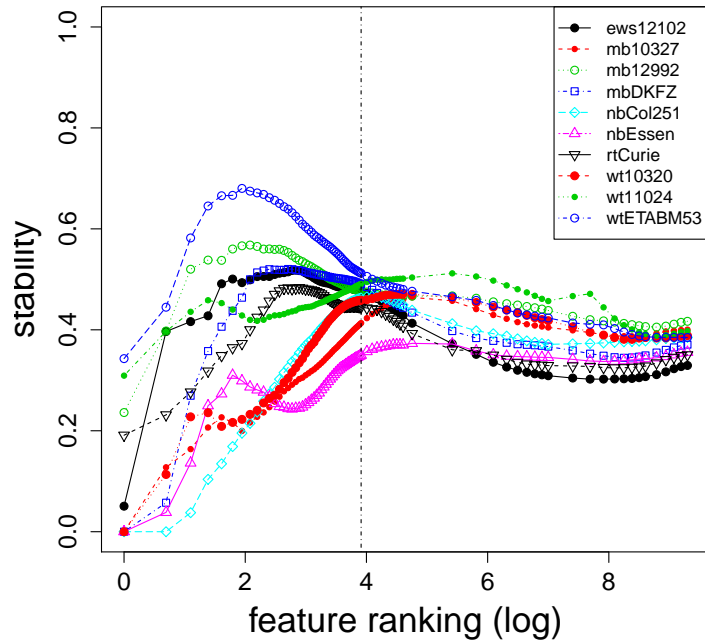 1.0
0.8
0.6
0.4
0.2
0.0
stability
0 2 4 6 8
feature ranking (log)
ews12102
mb10327
mb12992
mbDKFZ
nbCol251
nbEssen
rtCurie
wt10320
wt11024
wtETABM53